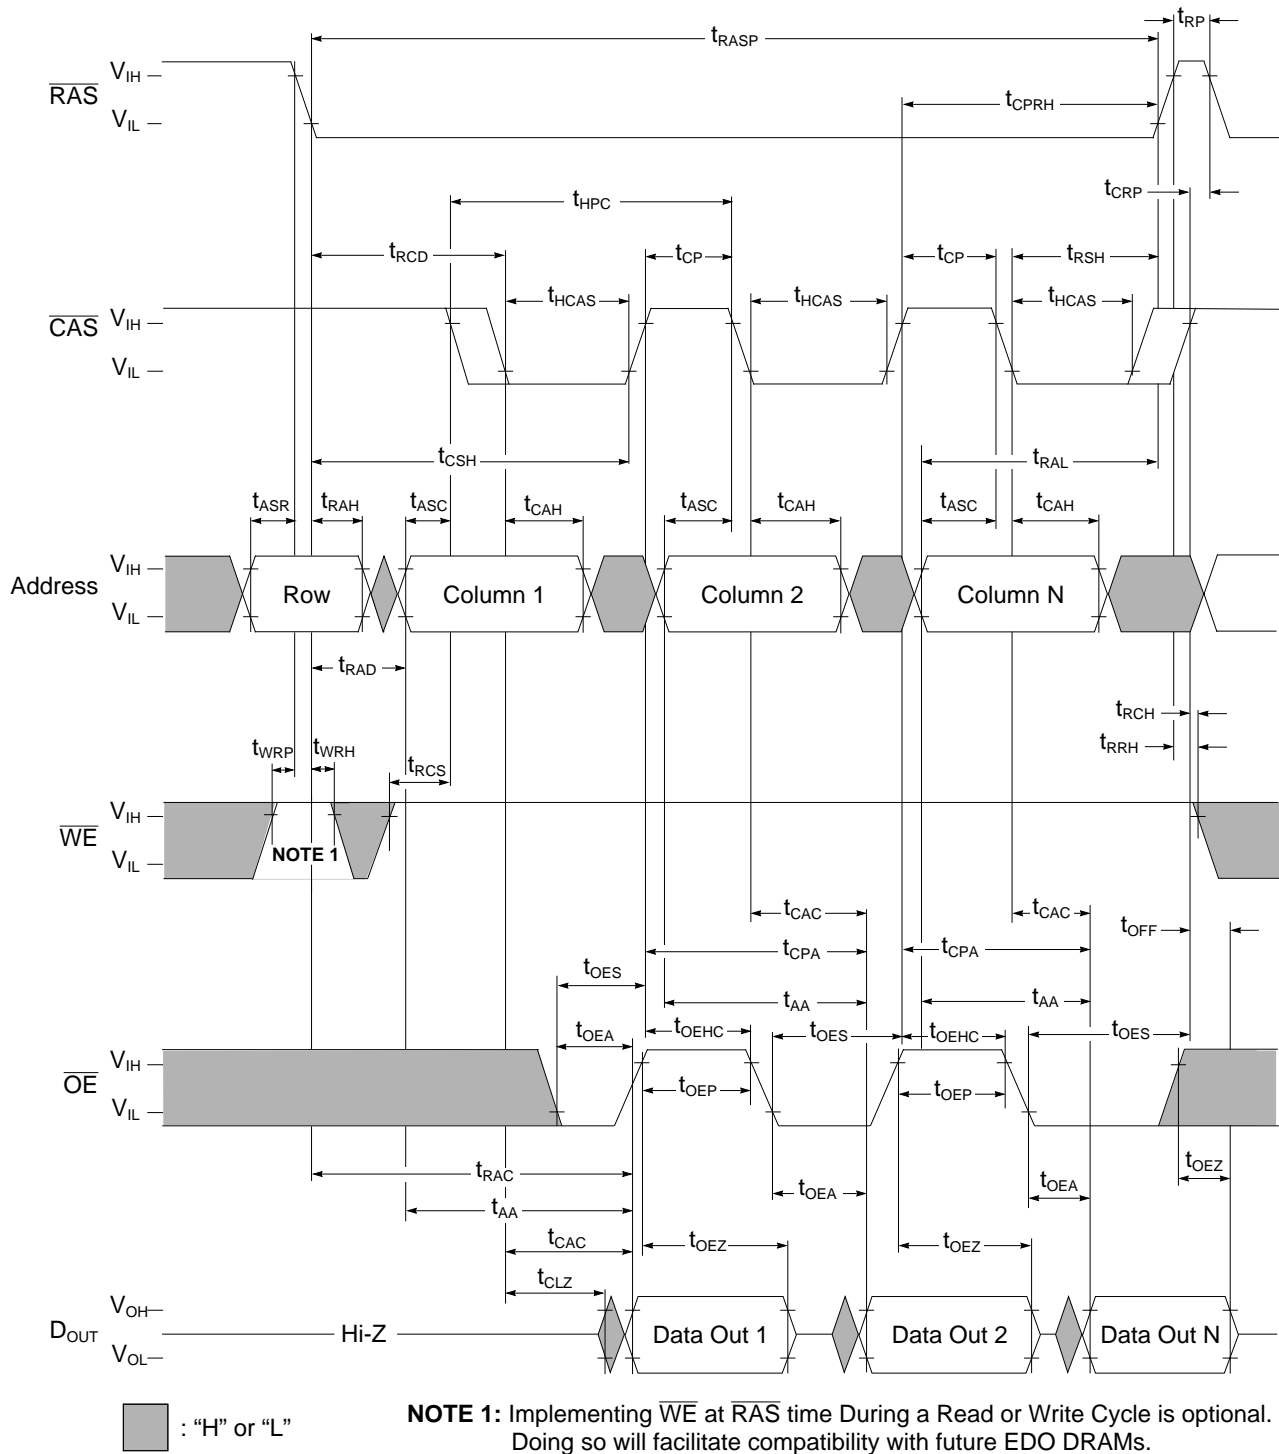 tRP
tRASP
VIH
RAS
tCPRH
VIL
tCRP
tHPC
tRCD tCP tCP tRSH
tHCAS tHCAS tHCAS
VIH
CAS
VIL
tCSH tRAL
tASR tRAH tASC tCAH tASC tCAH tASC tCAH
VIH
Address Row Column 1 Column 2 Column N
VIL
tRAD
tRCH
tRRH
tWRP tWRH tRCS
VIH
WE
NOTE 1
VIL
tCAC tCAC
tOFF
tCPA tCPA
tOES
tAA tAA
tOEA tOEHC tOES tOEHC tOES
VIH
OE
tOEP tOEP
VIL
tRAC tOEA tOEA tOEZ
tAA
tCAC tOEZ tOEZ
tCLZ
VOH
DOUT Hi-Z Data Out 1 Data Out 2 Data Out N
VOL
: “H” or “L”
NOTE 1: Implementing WE at RAS time During a Read or Write Cycle is optional.
Doing so will facilitate compatibility with future EDO DRAMs.